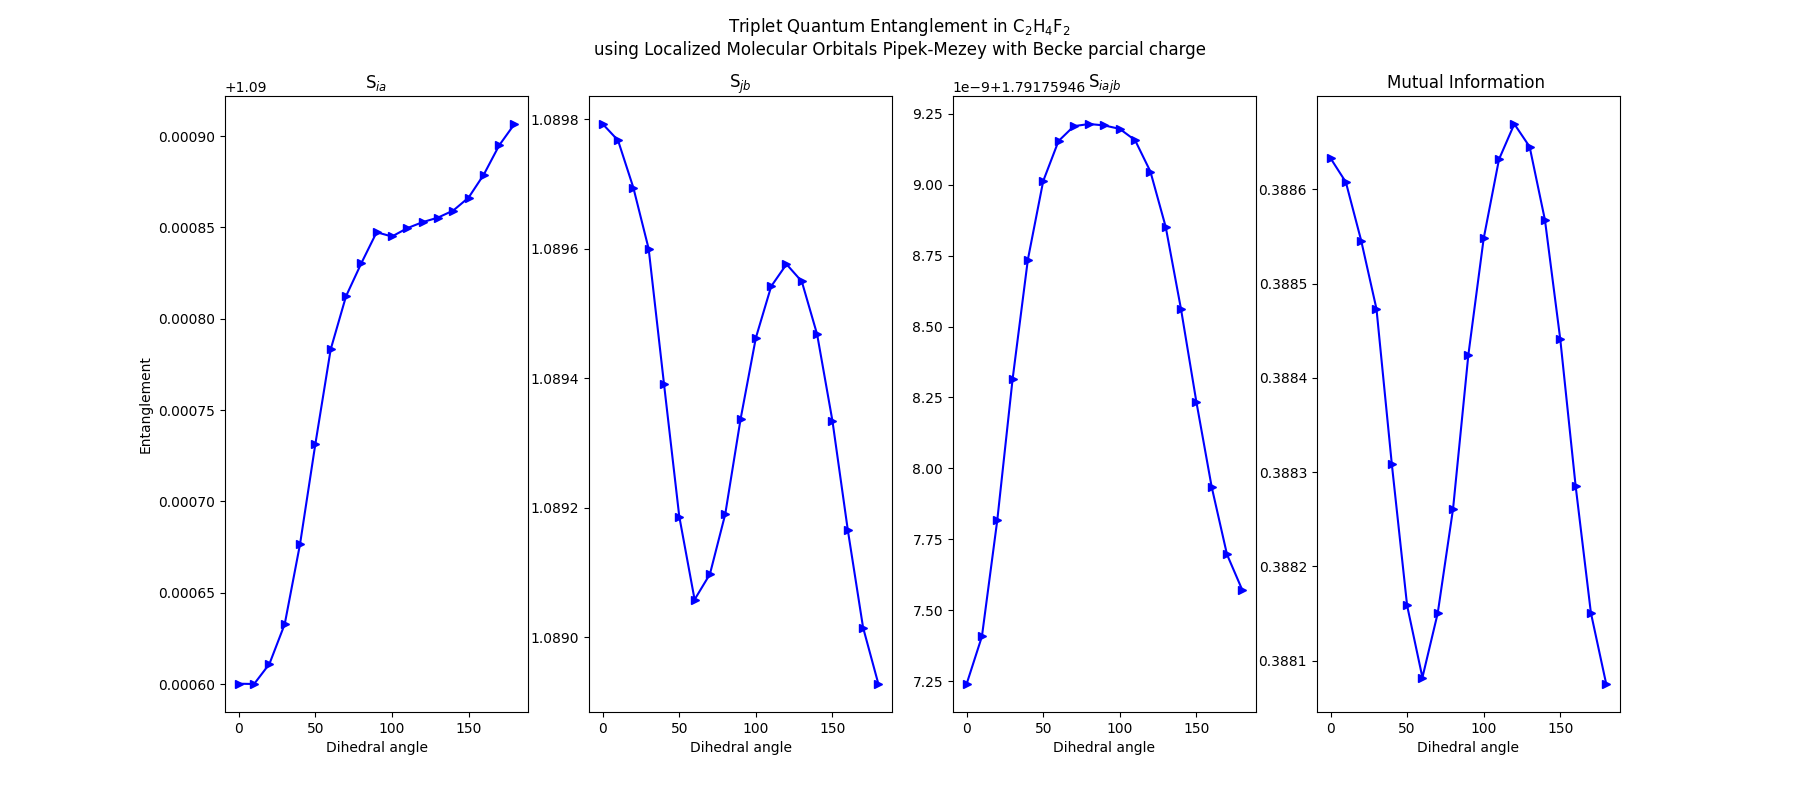 Triplet Quantum Entanglement in C₂H₄F₂
using Localized Molecular Orbitals Pipek-Mezey with Becke parcial charge
+1.09
S_ia
Entanglement
0.00090
0.00085
0.00080
0.00075
0.00070
0.00065
0.00060
0 50 100 150
Dihedral angle
S_jb
1.0898
1.0896
1.0894
1.0892
1.0890
0 50 100 150
Dihedral angle
1e-9+1.79175946
S_iajb
9.25
9.00
8.75
8.50
8.25
8.00
7.75
7.50
7.25
0 50 100 150
Dihedral angle
Mutual Information
0.3886
0.3885
0.3884
0.3883
0.3882
0.3881
0 50 100 150
Dihedral angle